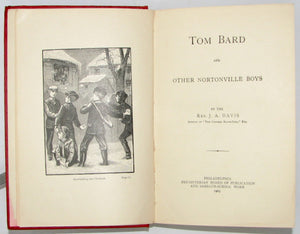 TOM BARD
AND
OTHER NORTONVILLE BOYS
BY THE
REV. J. A. DAVIS
PHILADELPHIA
PRESBYTERIAN BOARD OF PUBLICATION
AND SABBATH-SCHOOL WORK